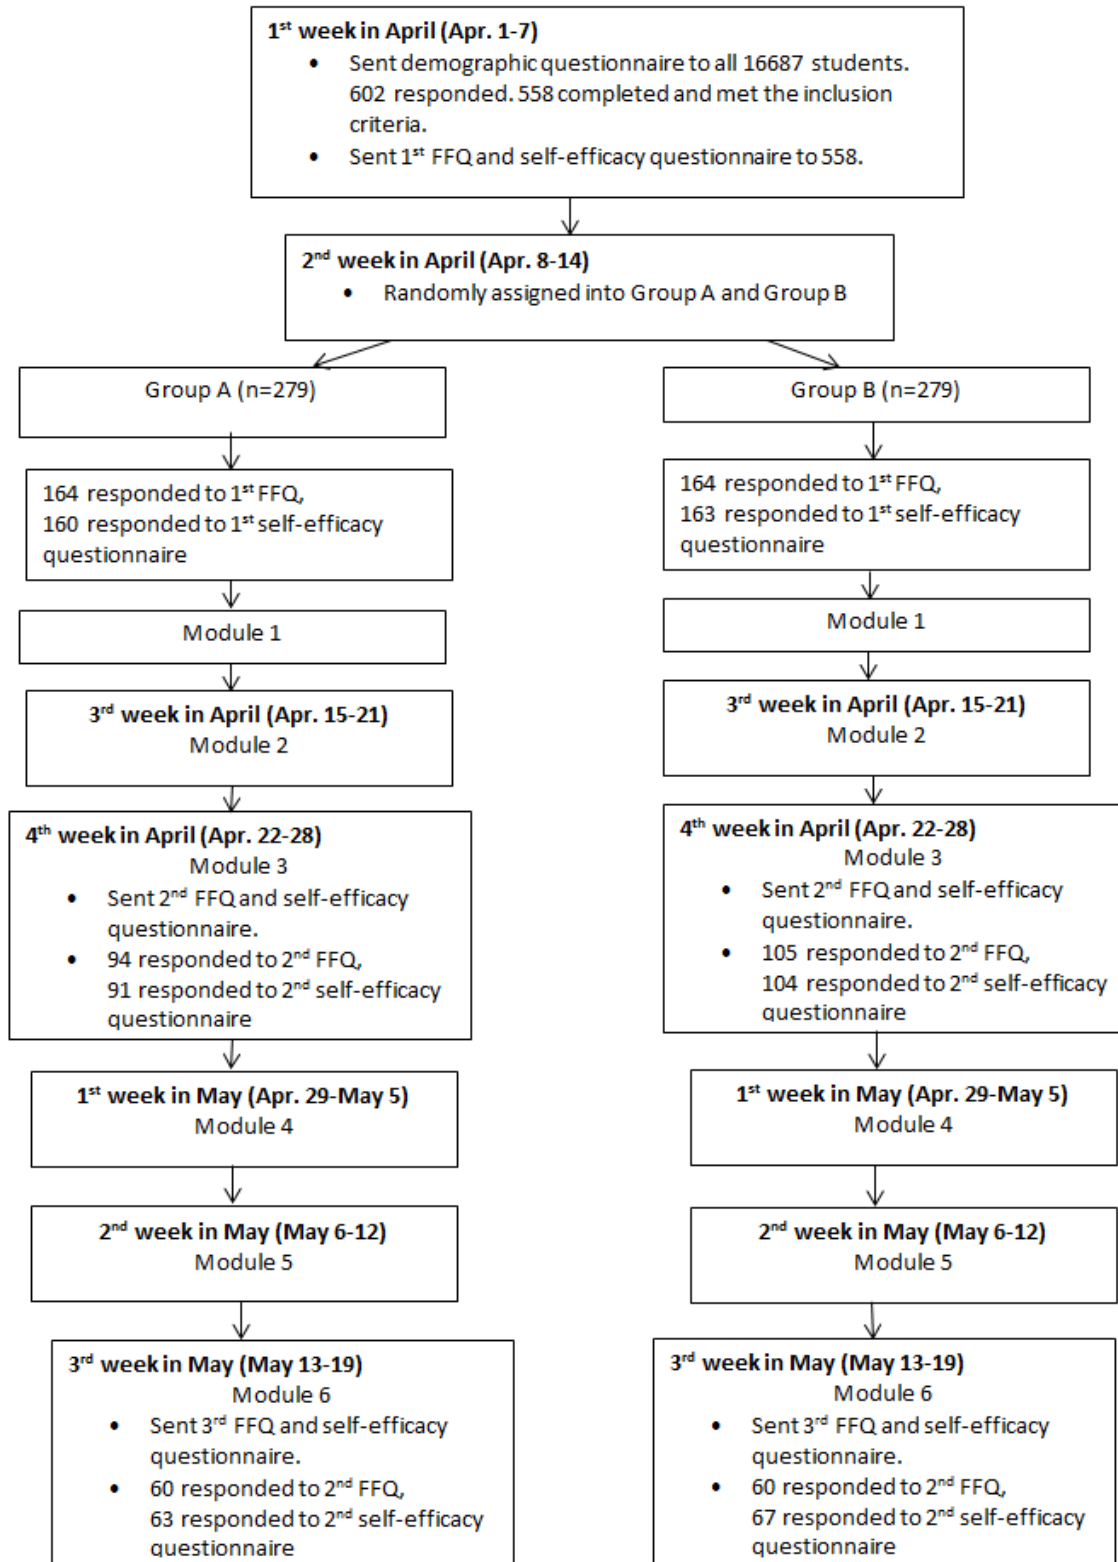 1st week in April (Apr. 1-7)
• Sent demographic questionnaire to all 16687 students.
602 responded. 558 completed and met the inclusion
criteria.
• Sent 1st FFQ and self-efficacy questionnaire to 558.
2nd week in April (Apr. 8-14)
• Randomly assigned into Group A and Group B
Group A (n=279)
164 responded to 1st FFQ,
160 responded to 1st self-efficacy
questionnaire
Module 1
3rd week in April (Apr. 15-21)
Module 2
4th week in April (Apr. 22-28)
Module 3
• Sent 2nd FFQ and self-efficacy
questionnaire.
• 94 responded to 2nd FFQ,
91 responded to 2nd self-efficacy
questionnaire
1st week in May (Apr. 29-May 5)
Module 4
2nd week in May (May 6-12)
Module 5
3rd week in May (May 13-19)
Module 6
• Sent 3rd FFQ and self-efficacy
questionnaire.
• 60 responded to 2nd FFQ,
63 responded to 2nd self-efficacy
questionnaire
Group B (n=279)
164 responded to 1st FFQ,
163 responded to 1st self-efficacy
questionnaire
Module 1
3rd week in April (Apr. 15-21)
Module 2
4th week in April (Apr. 22-28)
Module 3
• Sent 2nd FFQ and self-efficacy
questionnaire.
• 105 responded to 2nd FFQ,
104 responded to 2nd self-efficacy
questionnaire
1st week in May (Apr. 29-May 5)
Module 4
2nd week in May (May 6-12)
Module 5
3rd week in May (May 13-19)
Module 6
• Sent 3rd FFQ and self-efficacy
questionnaire.
• 60 responded to 2nd FFQ,
67 responded to 2nd self-efficacy
questionnaire